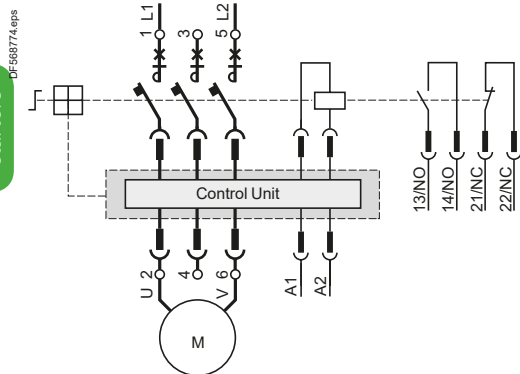 DF568774.eps
1 L1
3
5 L2
Control Unit
13/NO
14/NO
21/NC
22/NC
U 2
4
V 6
A1
A2
M